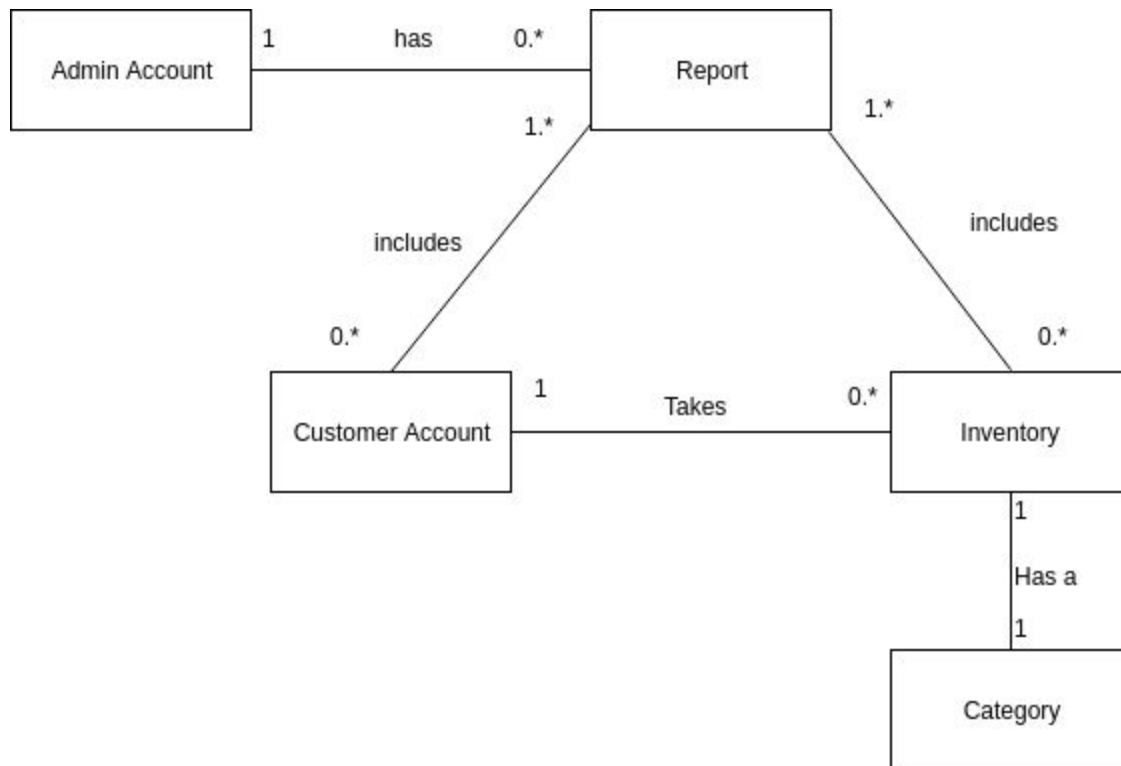 1 has 0.*
Admin Account
Report
1.*
1.*
includes
includes
0.*
0.*
1 Takes 0.*
Customer Account
Inventory
1
Has a
1
Category